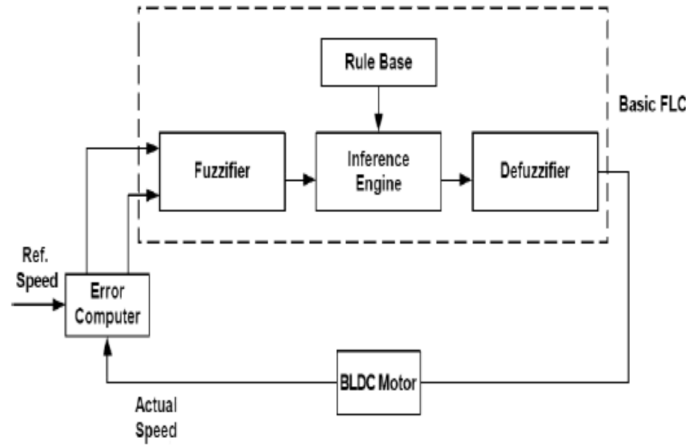 Rule Base
Basic FLC
Fuzzifier
Inference
Engine
Defuzzifier
Ref.
Speed
Error
Computer
BLDC Motor
Actual
Speed